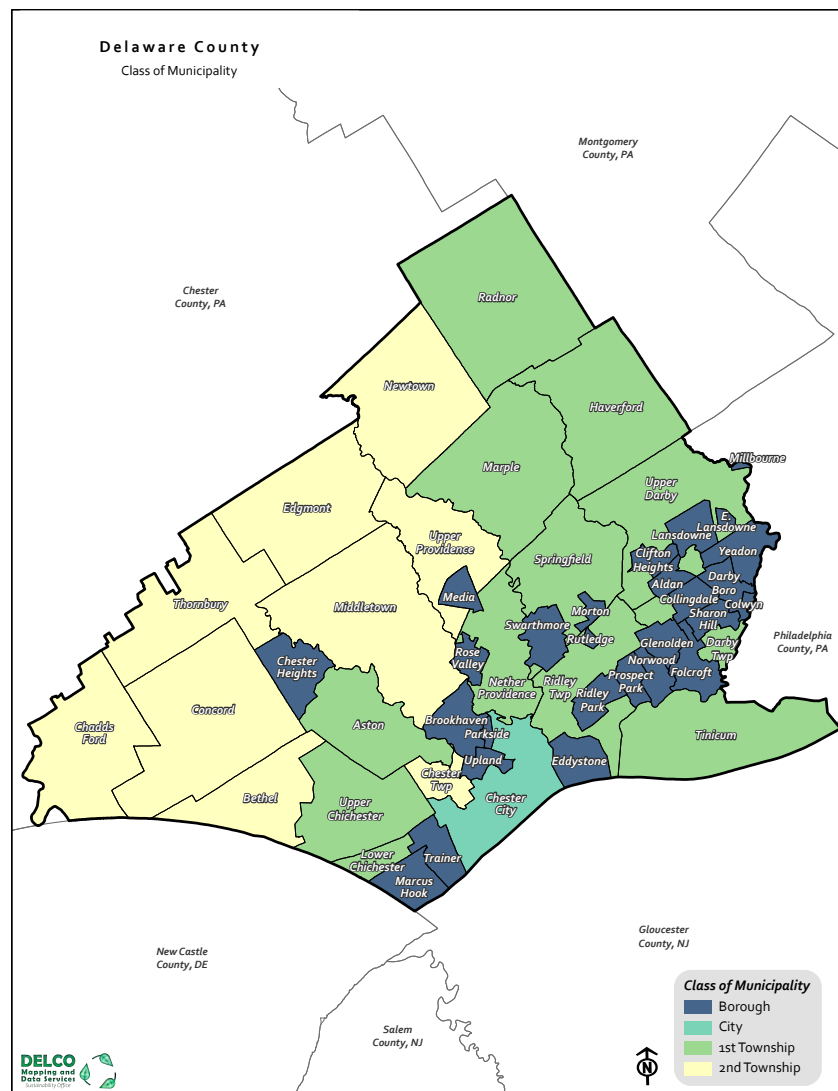 Delaware County
Class of Municipality
Montgomery
County, PA
Chester
County, PA
Radnor
Newtown
Haverford
Marple
Millbourne
Upper
Darby
Edgmont
E.
Lansdowne
Lansdowne
Upper
Providence
Springfield
Clifton
Heights
Yeadon
Darby
Boro
Aldan
Media
Collingdale
Colwyn
Thornbury
Middletown
Morton
Sharon
Hill
Swarthmore
Rutledge
Glenolden
Darby
Twp
Philadelphia
County, PA
Rose
Valley
Chester
Heights
Norwood
Folcroft
Nether
Providence
Ridley
Twp
Prospect
Park
Ridley
Park
Concord
Chadds
Ford
Aston
Brookhaven
Parkside
Tinicum
Upland
Eddystone
Chester
Twp
Bethel
Upper
Chichester
Chester
City
Lower
Chichester
Trainer
Marcus
Hook
Gloucester
County, NJ
New Castle
County, DE
Salem
County, NJ
Class of Municipality
Borough
City
1st Township
2nd Township
N
DELCO
Mapping and
Data Services
Sustainability Office